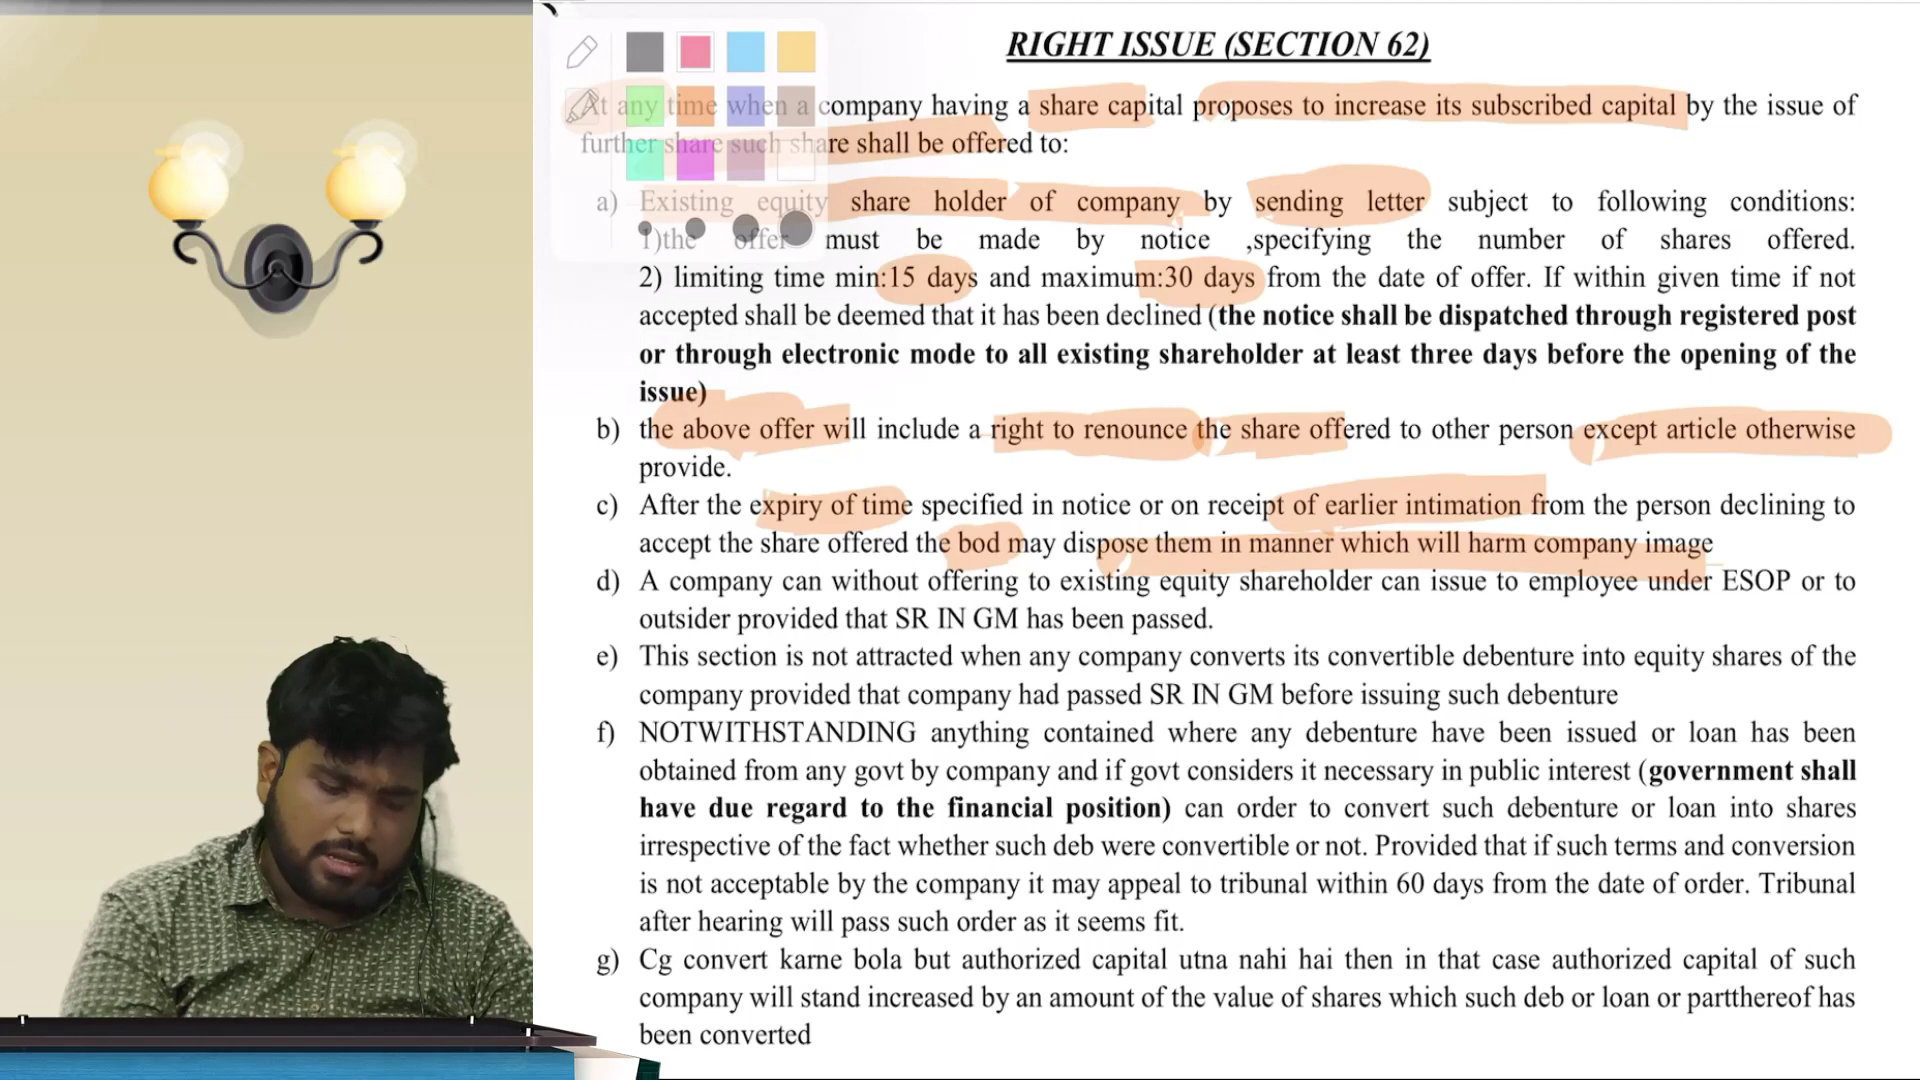 RIGHT ISSUE (SECTION 62)
At any time when a company having a share capital proposes to increase its subscribed capital by the issue of
further share such share shall be offered to:
a) Existing equity share holder of company by sending letter subject to following conditions:
1)the offer must be made by notice ,specifying the number of shares offered.
2) limiting time min:15 days and maximum:30 days from the date of offer. If within given time if not
accepted shall be deemed that it has been declined (the notice shall be dispatched through registered post
or through electronic mode to all existing shareholder at least three days before the opening of the
issue)
b) the above offer will include a right to renounce the share offered to other person except article otherwise
provide.
c) After the expiry of time specified in notice or on receipt of earlier intimation from the person declining to
accept the share offered the bod may dispose them in manner which will harm company image
d) A company can without offering to existing equity shareholder can issue to employee under ESOP or to
outsider provided that SR IN GM has been passed.
e) This section is not attracted when any company converts its convertible debenture into equity shares of the
company provided that company had passed SR IN GM before issuing such debenture
f) NOTWITHSTANDING anything contained where any debenture have been issued or loan has been
obtained from any govt by company and if govt considers it necessary in public interest (government shall
have due regard to the financial position) can order to convert such debenture or loan into shares
irrespective of the fact whether such deb were convertible or not. Provided that if such terms and conversion
is not acceptable by the company it may appeal to tribunal within 60 days from the date of order. Tribunal
after hearing will pass such order as it seems fit.
g) Cg convert karne bola but authorized capital utna nahi hai then in that case authorized capital of such
company will stand increased by an amount of the value of shares which such deb or loan or partthereof has
been converted